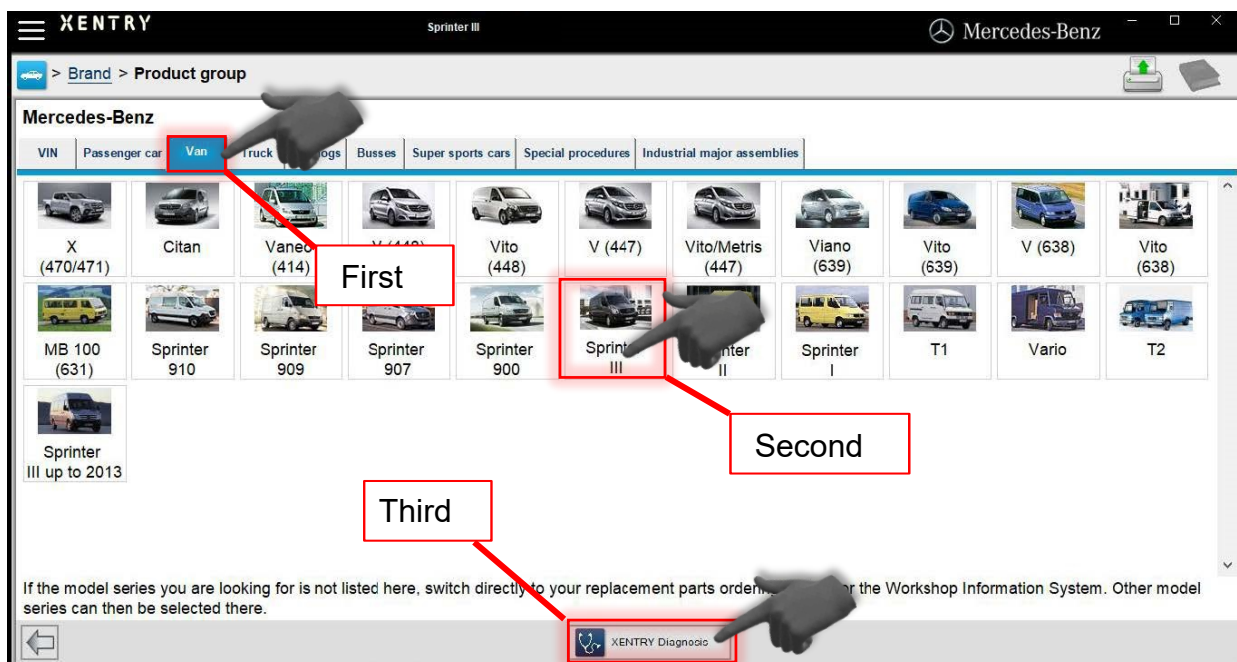 XENTRY
Sprinter III
Mercedes-Benz
> Brand > Product group
Mercedes-Benz
VIN Passenger car Van Truck Busses Super sports cars Special procedures Industrial major assemblies
X
(470/471)
Citan
Vaneo
(414)
Vito
(448)
V (447)
Vito/Metris
(447)
Viano
(639)
Vito
(639)
V (638)
Vito
(638)
First
MB 100
(631)
Sprinter
910
Sprinter
909
Sprinter
907
Sprinter
900
Sprinter
III
II
Sprinter
I
T1
Vario
T2
Sprinter
III up to 2013
Second
Third
If the model series you are looking for is not listed here, switch directly to your replacement parts the Workshop Information System. Other model
series can then be selected there.
XENTRY Diagnosis